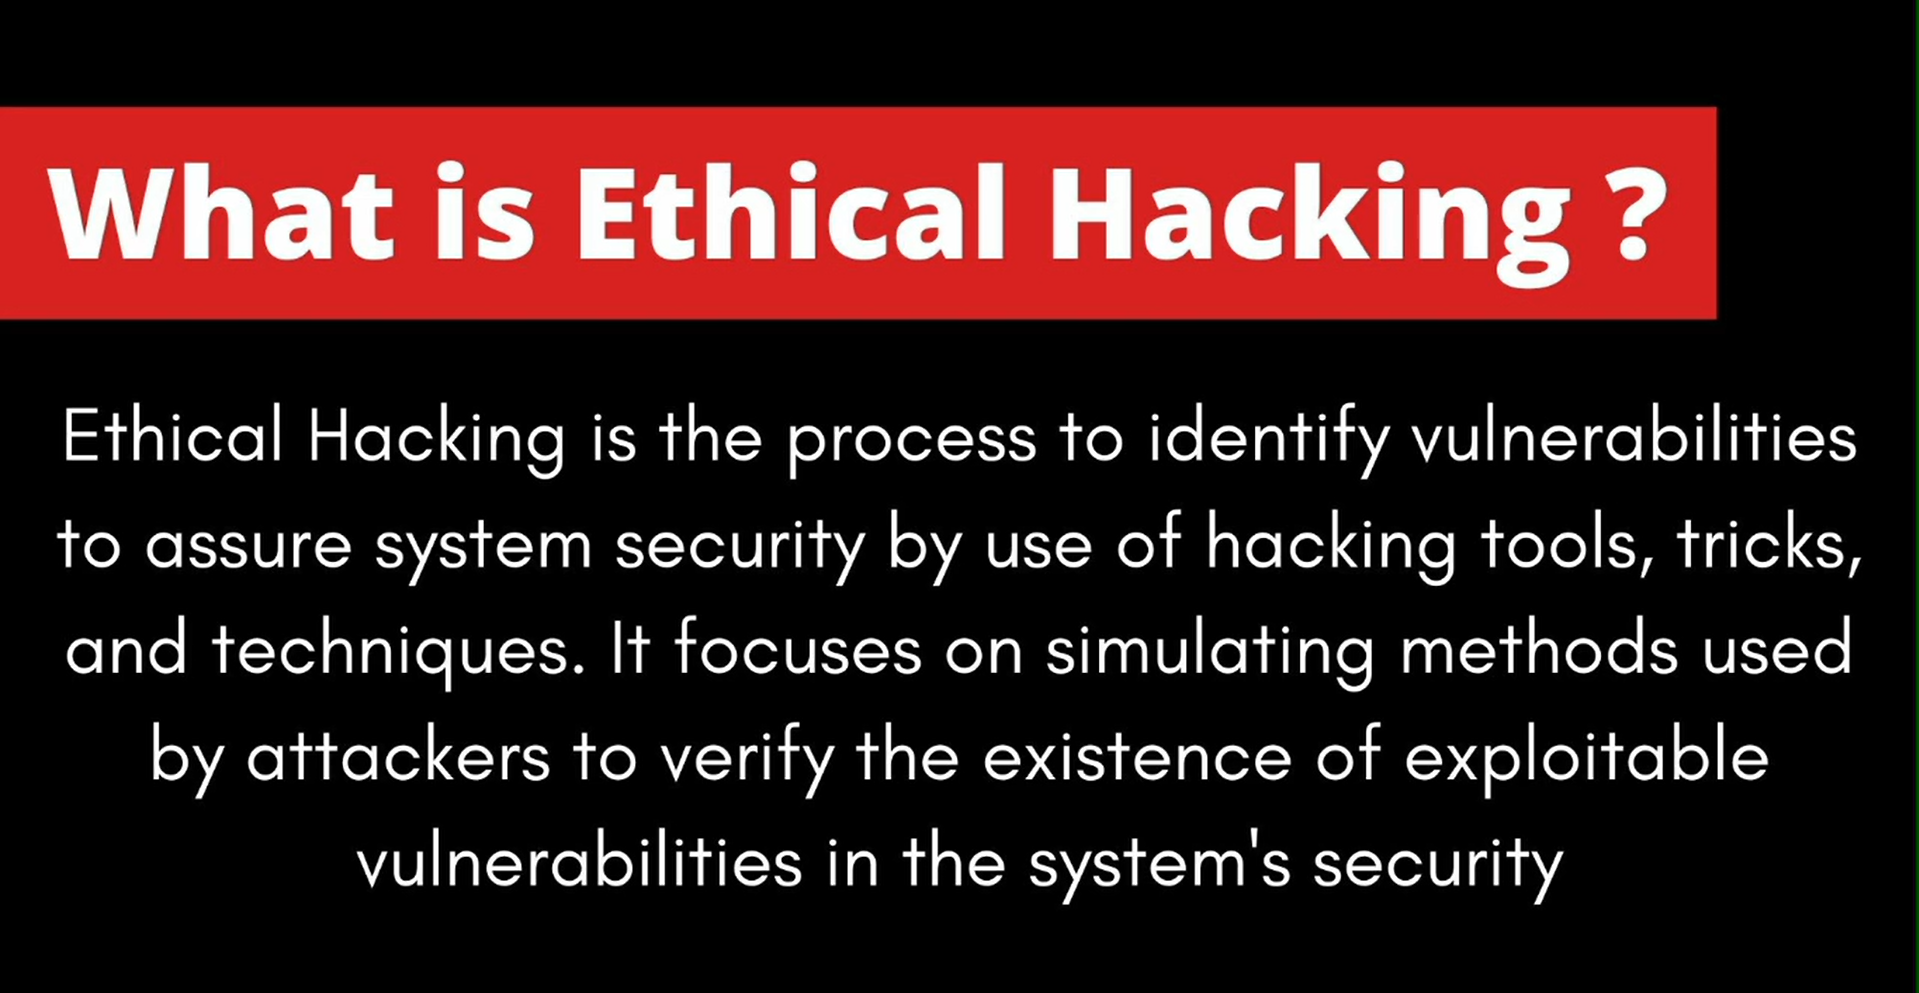 What is Ethical Hacking ?
Ethical Hacking is the process to identify vulnerabilities
to assure system security by use of hacking tools, tricks,
and techniques. It focuses on simulating methods used
by attackers to verify the existence of exploitable
vulnerabilities in the system's security